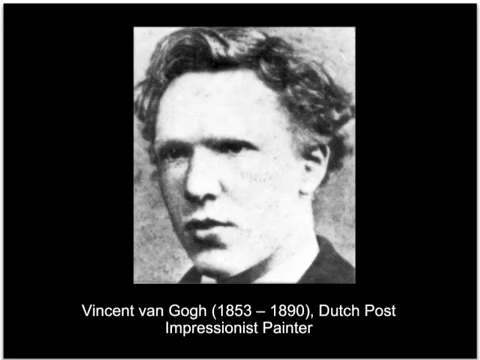 Vincent van Gogh (1853 – 1890), Dutch Post
Impressionist Painter